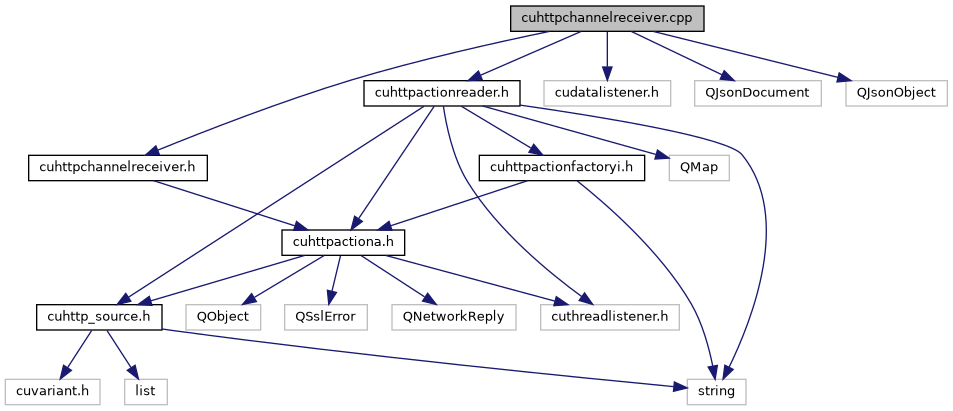 cuhttpchannelreceiver.cpp
cuhttpactionreader.h
cudatalistener.h
QJsonDocument
QJsonObject
cuhttpchannelreceiver.h
cuhttpactionfactoryi.h
QMap
cuhttpactiona.h
cuhttp_source.h
QObject
QSslError
QNetworkReply
cuthreadlistener.h
cuvariant.h
list
string